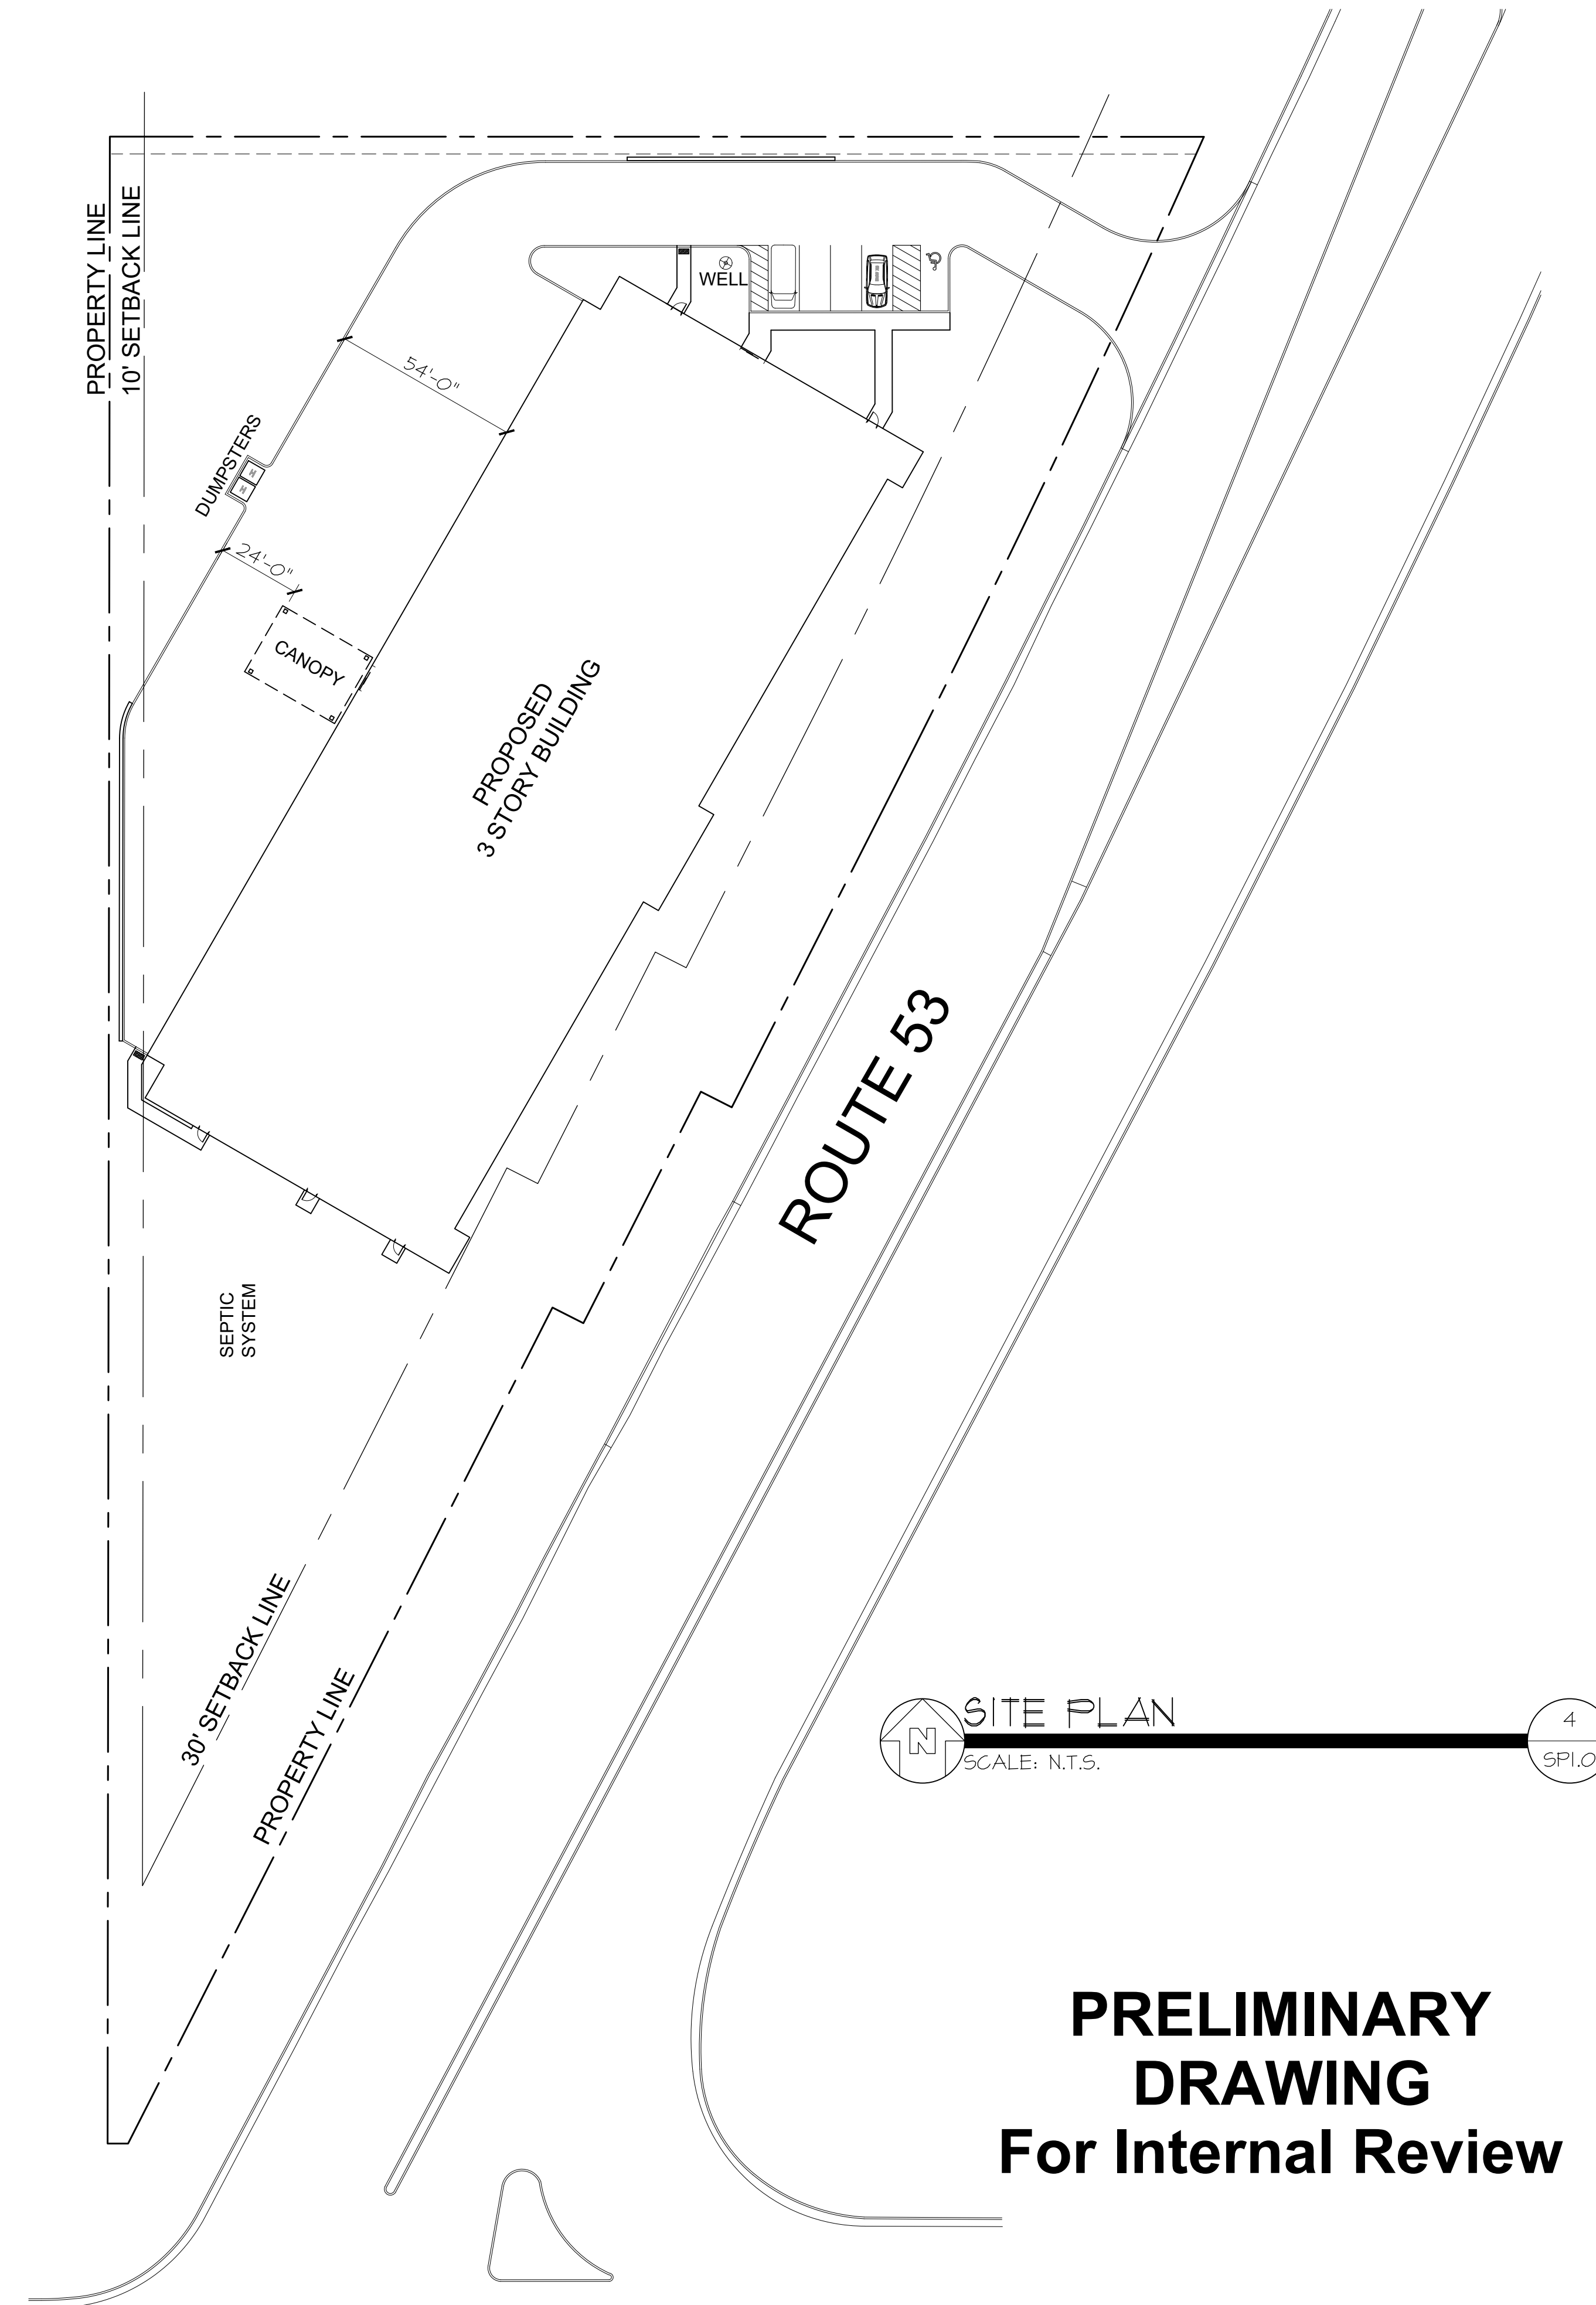 PROPERTY LINE
10' SETBACK LINE
WELL
54'-0"
DUMPSTERS
24'-0"
CANOPY
PROPOSED
3 STORY BUILDING
ROUTE 53
SEPTIC
SYSTEM
30' SETBACK LINE
PROPERTY LINE
N
SITE PLAN
SCALE: N.T.S.
4
SP1.0
PRELIMINARY
DRAWING
For Internal Review